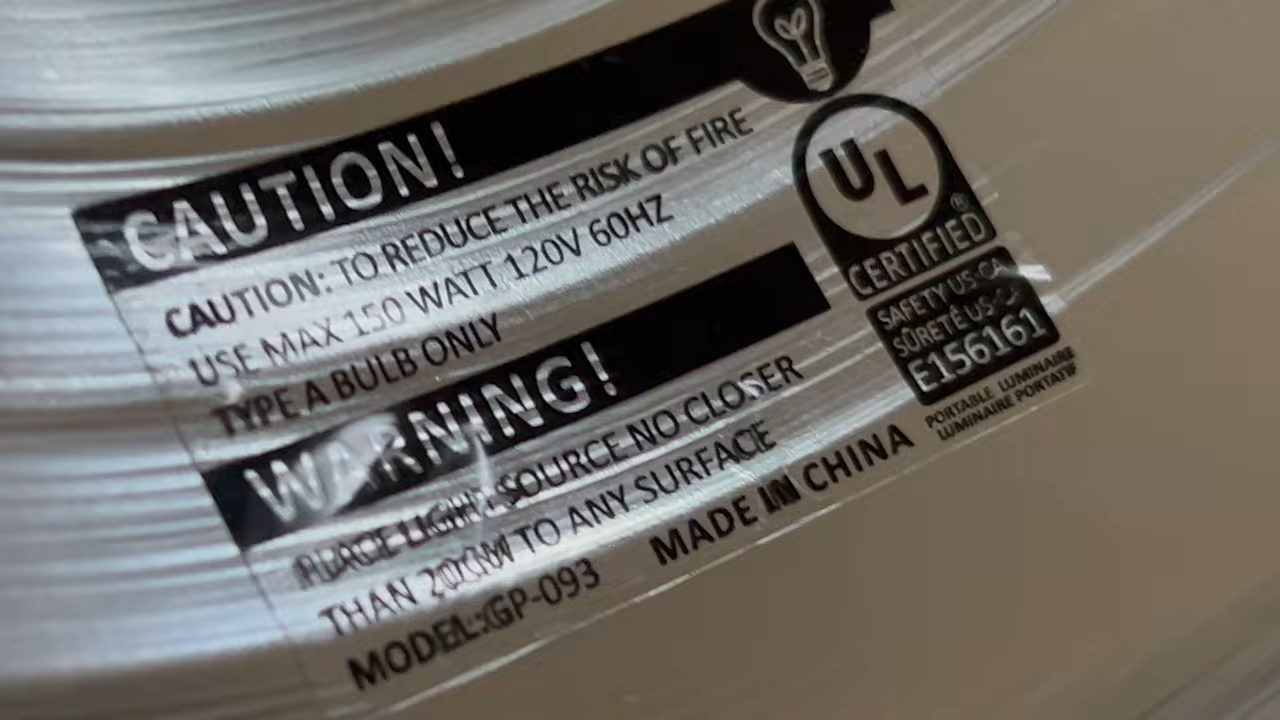 CAUTION!
CAUTION: TO REDUCE THE RISK OF FIRE
USE MAX 150 WATT 120V 60HZ
TYPE A BULB ONLY
WARNING!
PLACE LIGHT SOURCE NO CLOSER
THAN 20CM TO ANY SURFACE
MODEL:GP-093 MADE IN CHINA
UL
®
CERTIFIED
SAFETY US-CA
SÛRETÉ US-CA
E156161
PORTABLE LUMINAIRE
LUMINAIRE PORTATIF